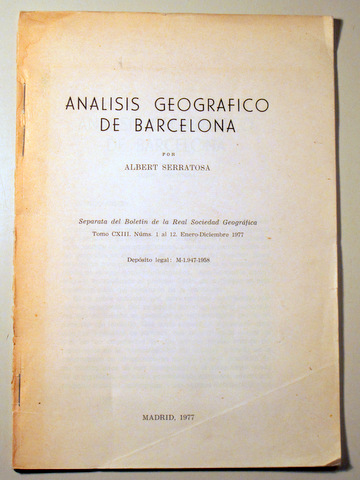 ANALISIS GEOGRAFICO
DE BARCELONA
POR
ALBERT SERRATOSA
Separata del Boletín de la Real Sociedad Geográfica
Tomo CXIII. Núms. 1 al 12. Enero-Diciembre 1977
Depósito legal: M-1.947-1958
MADRID, 1977